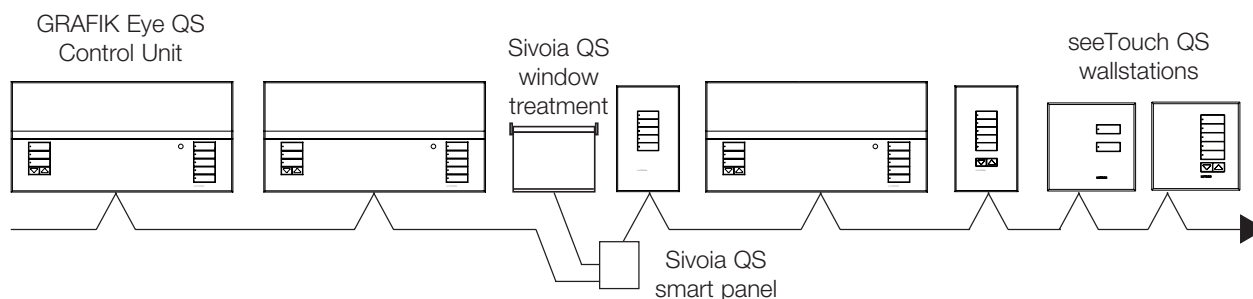 GRAFIK Eye QS
Control Unit
Sivoia QS
window
treatment
seeTouch QS
wallstations
Sivoia QS
smart panel